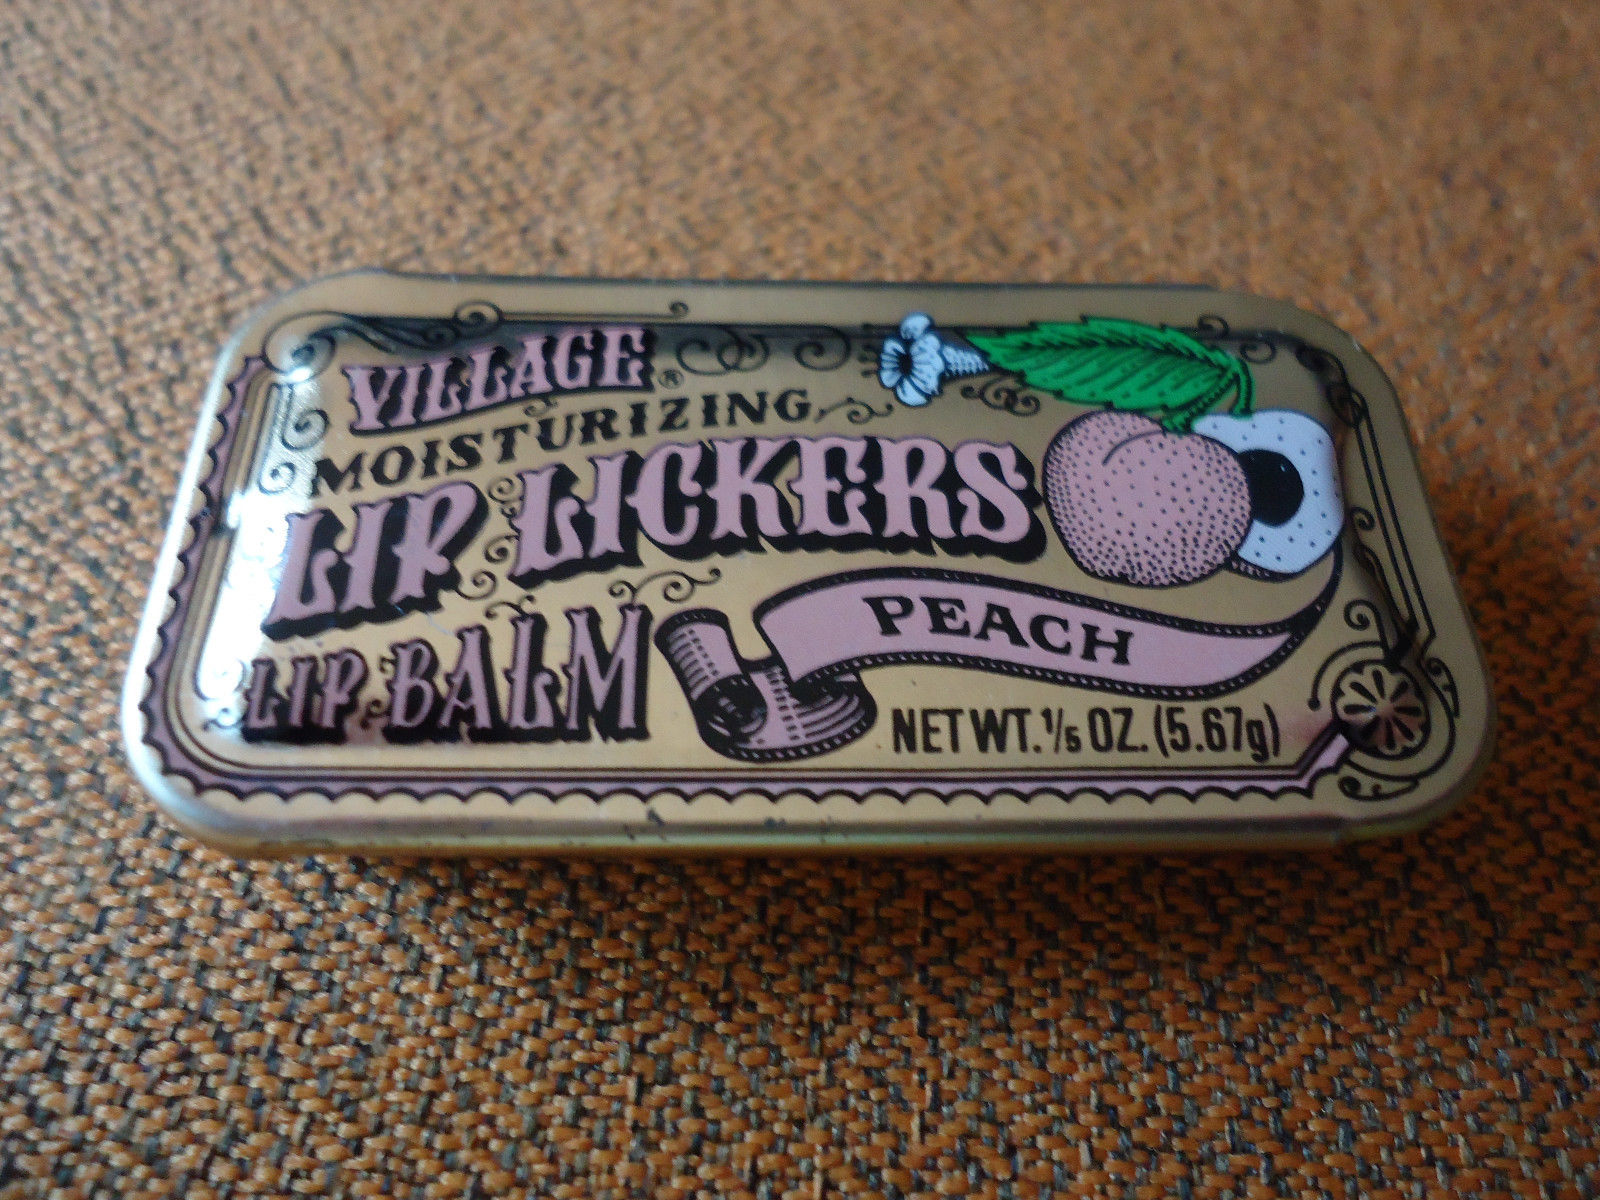 VILLAGE®
MOISTURIZING
LIP LICKERS
LIP BALM
PEACH
NET WT. 1/5 OZ. (5.67g)